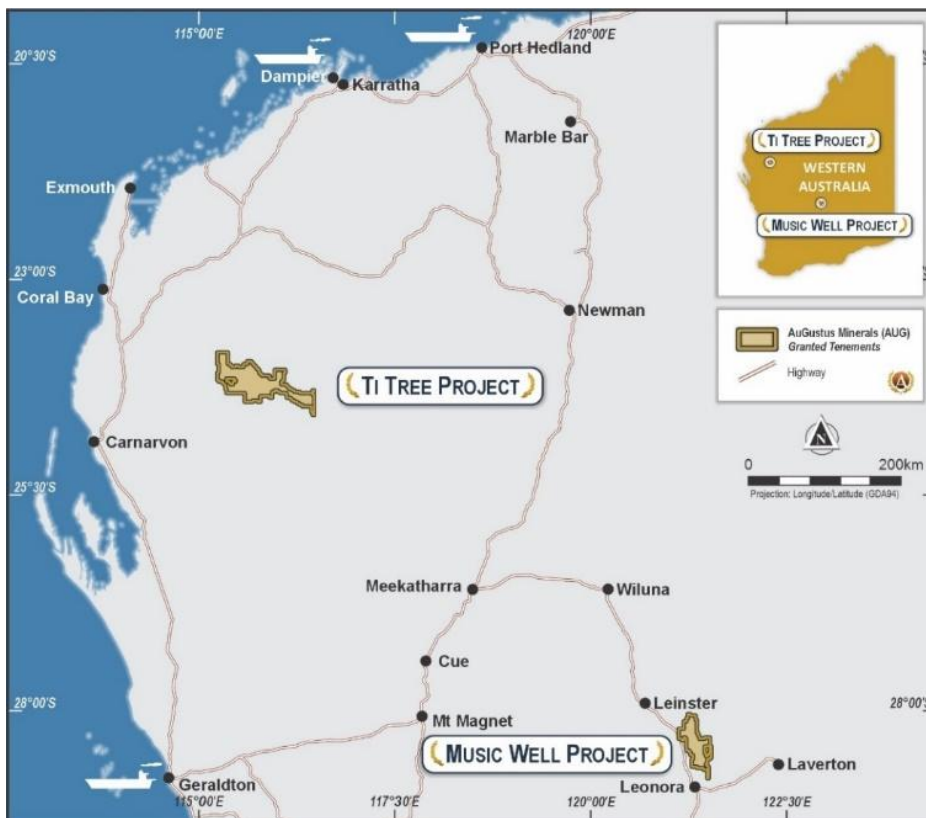 115°00'E
120°00'E
20°30'S
Port Hedland
Dampier
Karratha
Marble Bar
Exmouth
23°00'S
Coral Bay
Newman
TI TREE PROJECT
Carnarvon
25°30'S
Meekatharra
Wiluna
Cue
28°00'S
28°00'S
Leinster
Mt Magnet
MUSIC WELL PROJECT
Laverton
Geraldton
Leonora
115°00'E
117°30'E
120°00'E
122°30'E
TI TREE PROJECT
WESTERN
AUSTRALIA
MUSIC WELL PROJECT
AuGustus Minerals (AUG)
Granted Tenements
Highway
A
N
0
200km
Projection: Longitude/Latitude (GDA94)